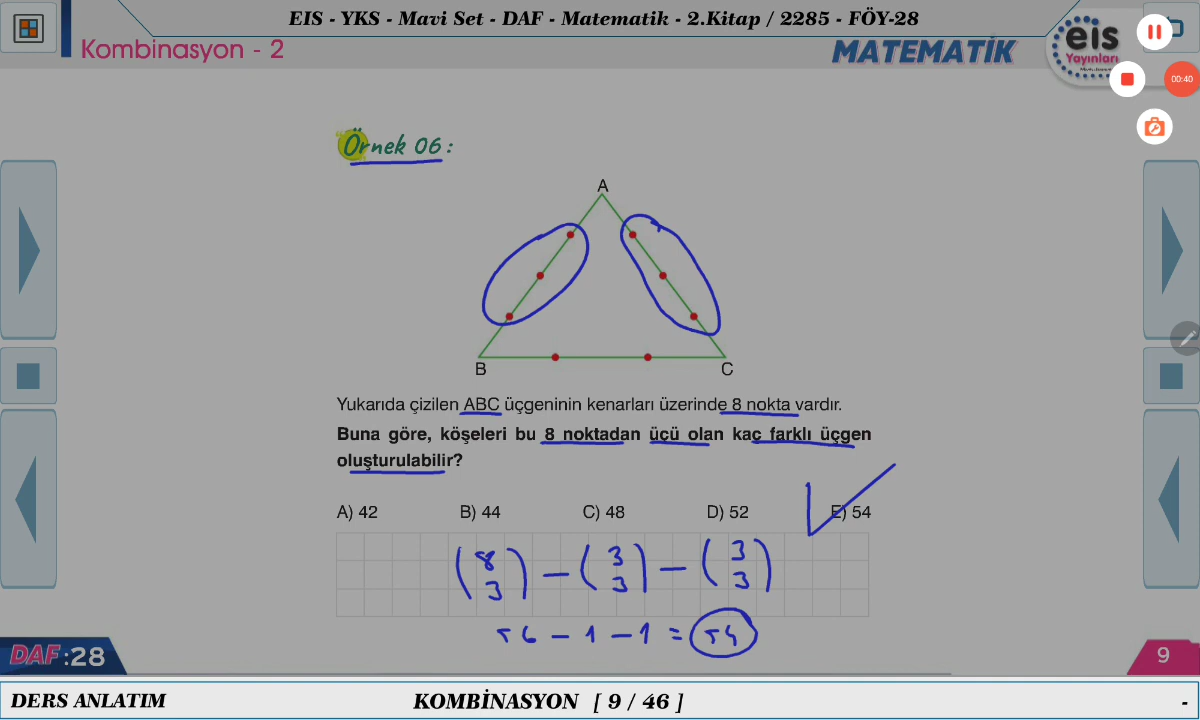 EIS - YKS - Mavi Set - DAF - Matematik - 2.Kitap / 2285 - FÖY-28
Kombinasyon - 2
MATEMATİK
eis
Yayınları
00:40
Örnek 06:
A
B
C
Yukarıda çizilen ABC üçgeninin kenarları üzerinde 8 nokta vardır.
Buna göre, köşeleri bu 8 noktadan üçü olan kaç farklı üçgen
oluşturulabilir?
A) 42 B) 44 C) 48 D) 52 E) 54
(8 3) - (3 3) - (3 3)
56 - 1 - 1 = 54
DAF:28
9
DERS ANLATIM KOMBİNASYON [ 9 / 46 ] -